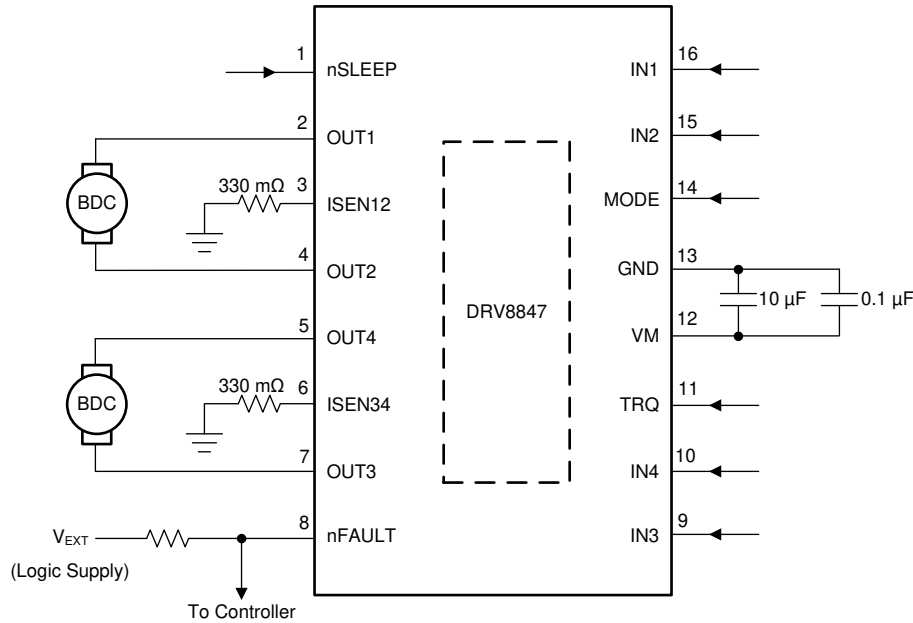 1
nSLEEP
2
OUT1
BDC
330 mΩ
3
ISEN12
4
OUT2
5
OUT4
BDC
330 mΩ
6
ISEN34
7
OUT3
8
nFAULT
VEXT
(Logic Supply)
To Controller
DRV8847
16
IN1
15
IN2
14
MODE
13
GND
10 µF
0.1 µF
12
VM
11
TRQ
10
IN4
9
IN3